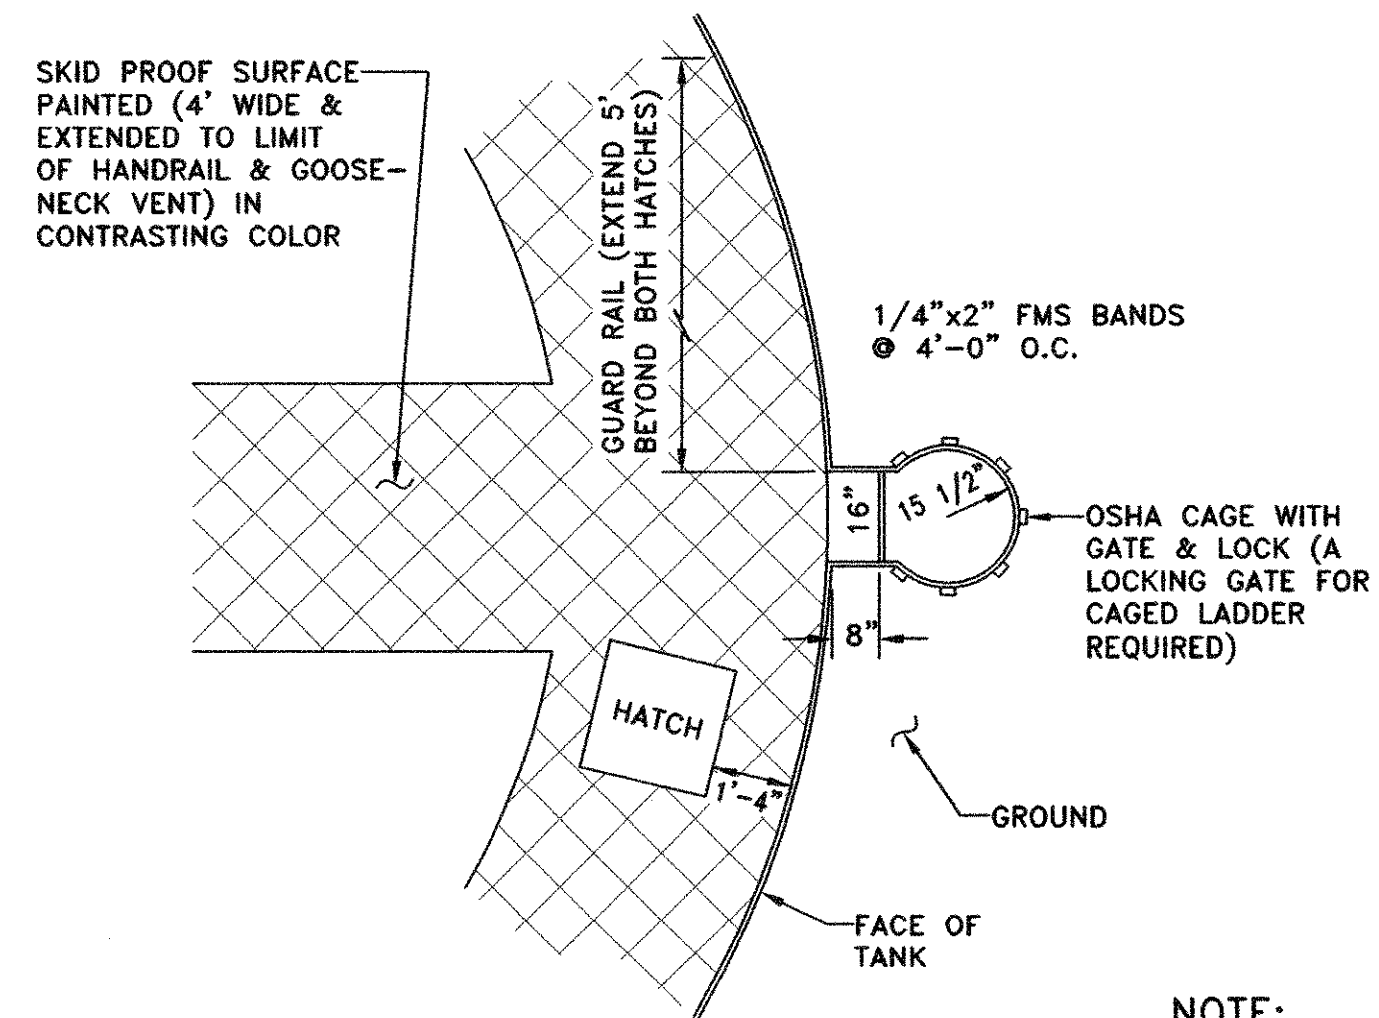 SKID PROOF SURFACE
PAINTED (4' WIDE &
EXTENDED TO LIMIT
OF HANDRAIL & GOOSE-
NECK VENT) IN
CONTRASTING COLOR
GUARD RAIL (EXTEND 5'
BEYOND BOTH HATCHES)
1/4"x2" FMS BANDS
@ 4'-0" O.C.
16"
15 1/2"
8"
OSHA CAGE WITH
GATE & LOCK (A
LOCKING GATE FOR
CAGED LADDER
REQUIRED)
HATCH
1'-4"
GROUND
FACE OF
TANK
NOTE: